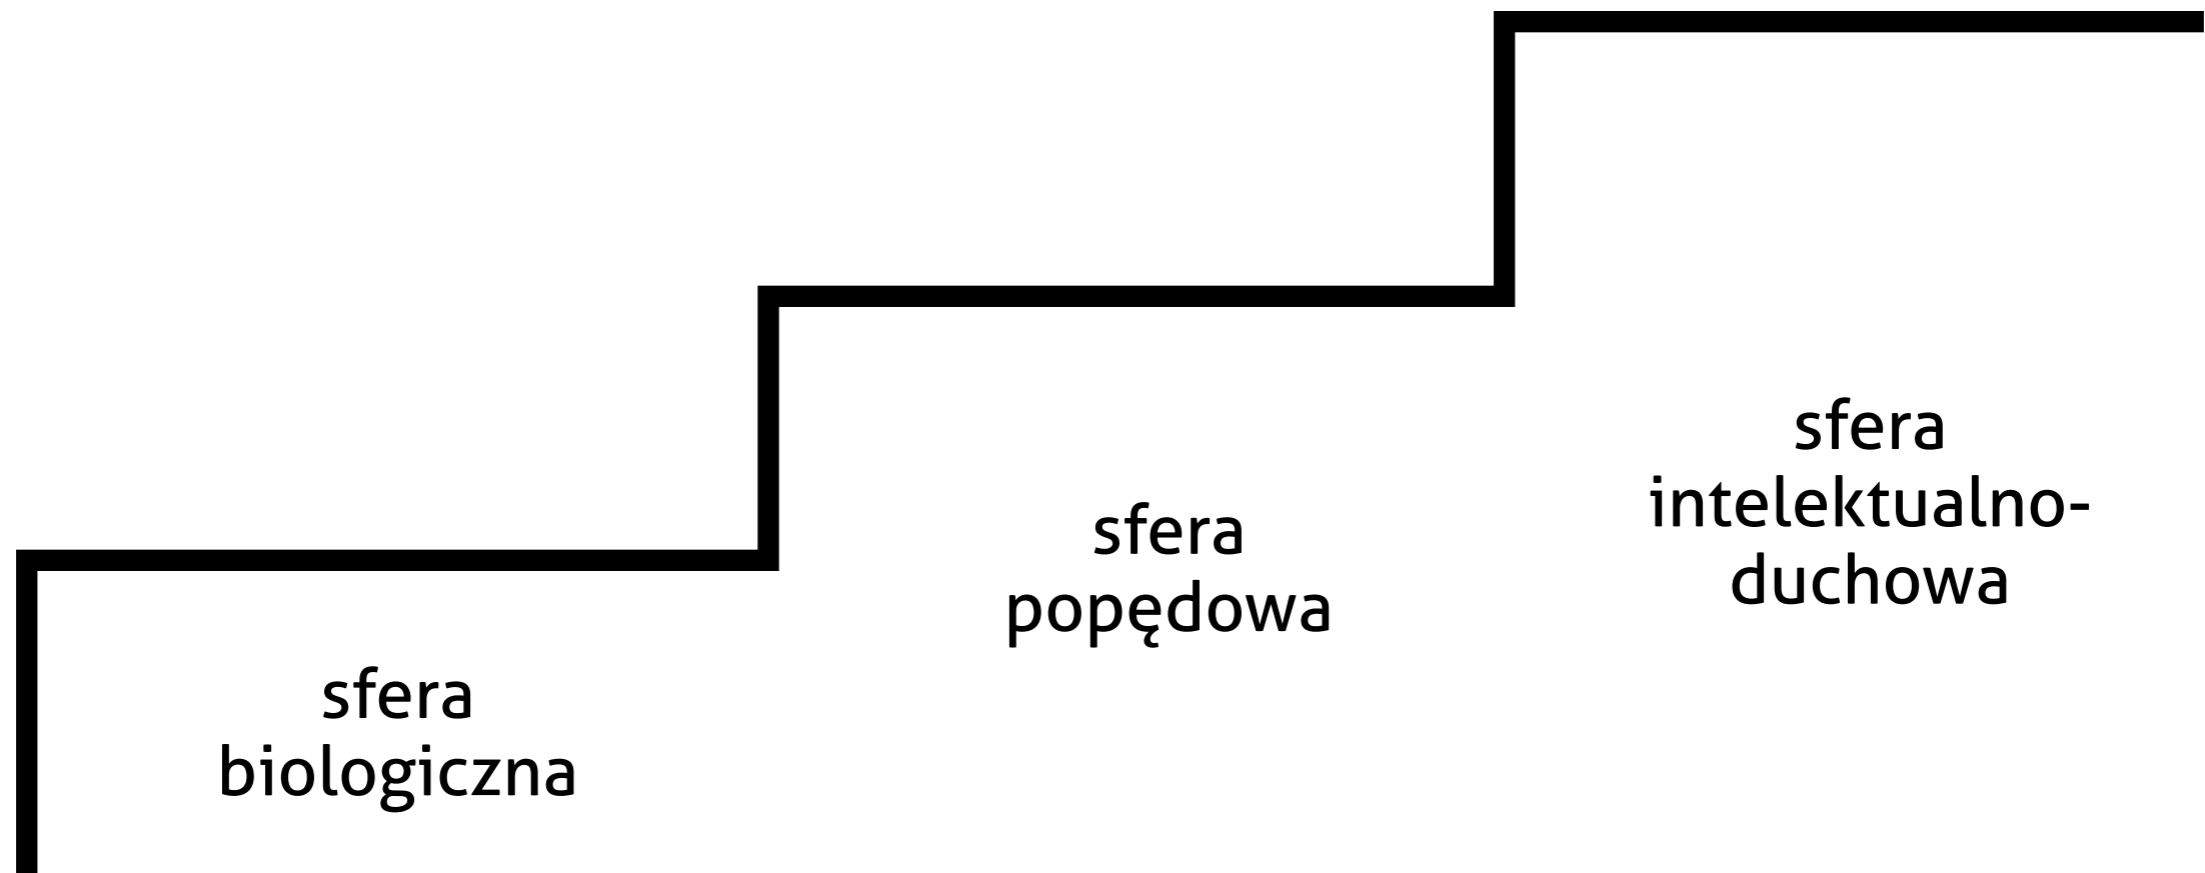 sfera
biologiczna
sfera
popędowa
sfera
intelektualno-
duchowa